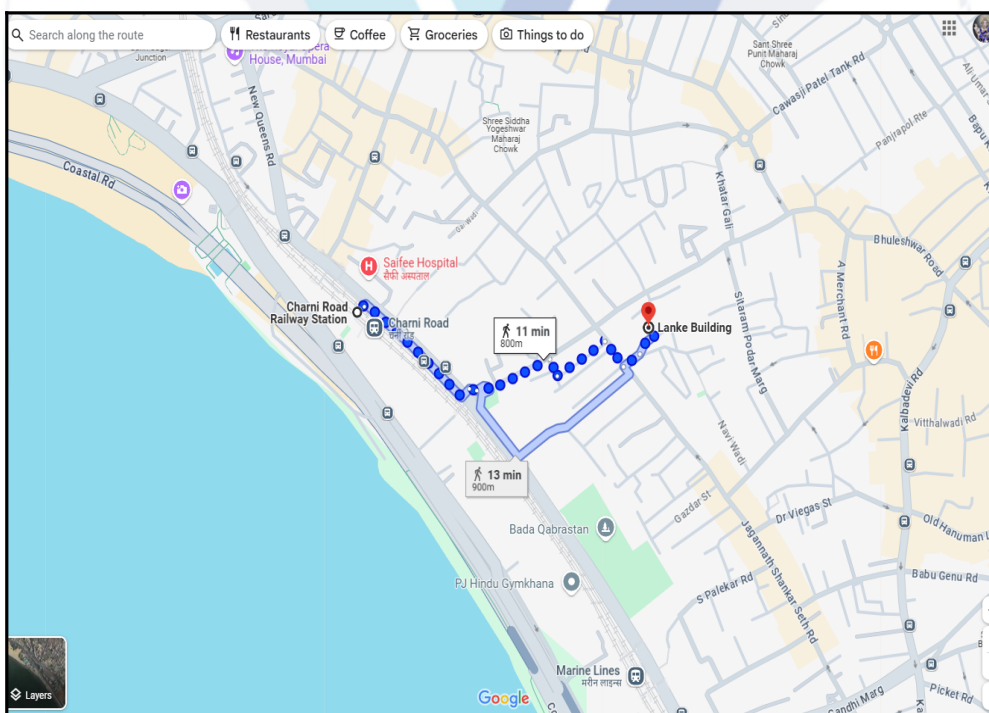 Search along the route
Restaurants
Coffee
Groceries
Things to do
House, Mumbai
Junction
New Queens Rd
Coastal Rd
Sant Shree
Punit Maharaj
Chowk
Cawasji Patel Tank Rd
Ali Umar
Panjrapol Rte
Shree Siddha
Yogeshwar
Maharaj
Chowk
Khatar Gali
Bhuleshwar Road
A Merchant Rd
Sitaram Podar Marg
H
Saifee Hospital
सैफी अस्पताल
Charni Road
Railway Station
Charni Road
11 min
800m
Lanke Building
13 min
900m
Kalbadevi Rd
Vitthalwadi Rd
Navi Wadi
Gazdar St
Dr Viegas St
Old Hanuman L
Jagannath Shankar Seth Rd
Bada Qabrastan
S Palekar Rd
Babu Genu Rd
PJ Hindu Gymkhana
Marine Lines
मरीन लाइन्स
Gandhi Marg
Picket Rd
Layers
Google